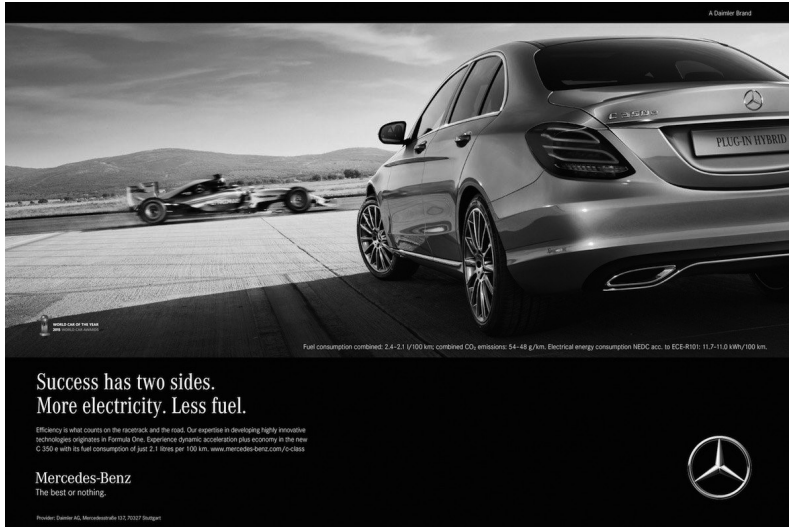 A Daimler Brand
C 350 e
PLUG-IN HYBRID
WORLD CAR OF THE YEAR
2015 WORLD CAR AWARDS
Fuel consumption combined: 2.4–2.1 l/100 km; combined CO₂ emissions: 54–48 g/km. Electrical energy consumption NEDC acc. to ECE-R101: 11.7–11.0 kWh/100 km.
Success has two sides.
More electricity. Less fuel.
Efficiency is what counts on the racetrack and the road. Our expertise in developing highly innovative
technologies originates in Formula One. Experience dynamic acceleration plus economy in the new
C 350 e with its fuel consumption of just 2.1 litres per 100 km. www.mercedes-benz.com/c-class
Mercedes-Benz
The best or nothing.
Provider: Daimler AG, Mercedesstraße 137, 70327 Stuttgart